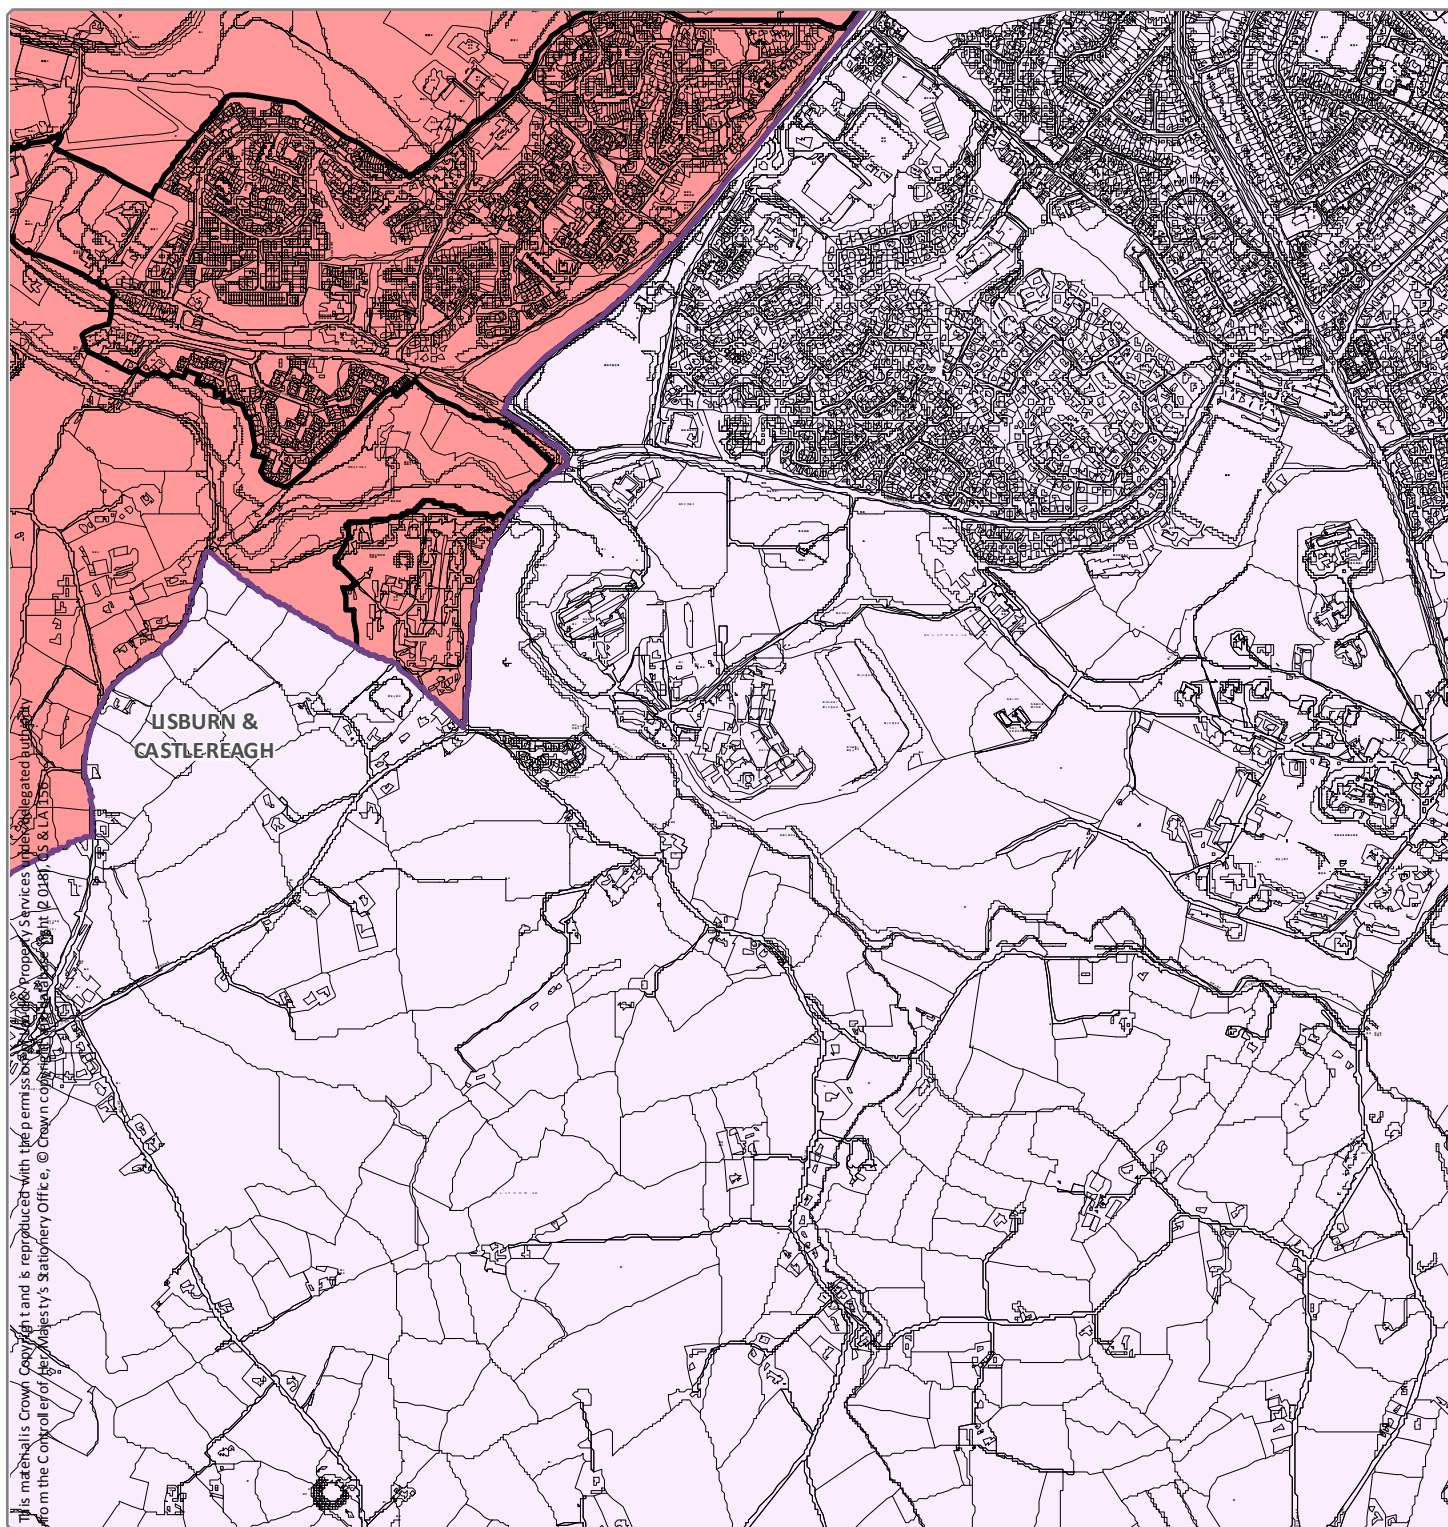 LISBURN &
CASTLEREAGH
This material is Crown Copyright and is reproduced with the permission of Land & Property Services under delegated authority
from the Controller of Her Majesty's Stationery Office, © Crown copyright and database right (2018), OS & LA 156